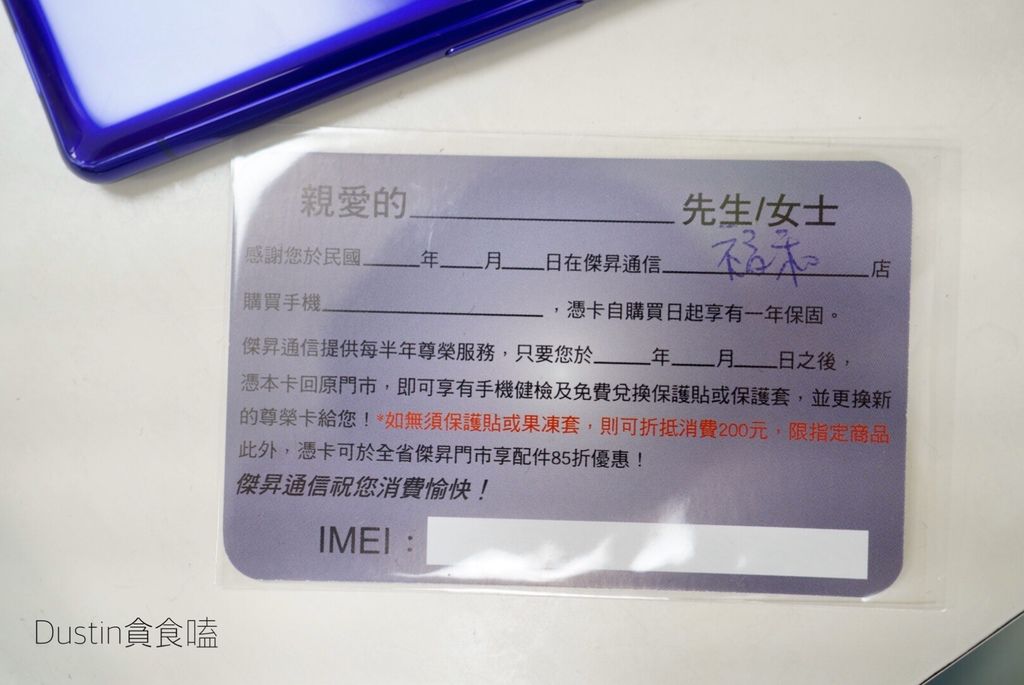 親愛的__________先生/女士
感謝您於民國____年___月___日在傑昇通信 福和 店
購買手機________________，憑卡自購買日起享有一年保固。
傑昇通信提供每半年尊榮服務，只要您於____年___月___日之後，
憑本卡回原門市，即可享有手機健檢及免費兌換保護貼或保護套，並更換新
的尊榮卡給您！*如無須保護貼或果凍套，則可折抵消費200元，限指定商品
此外，憑卡可於全省傑昇門市享配件85折優惠！
傑昇通信祝您消費愉快！
IMEI：
Dustin貪食嗑